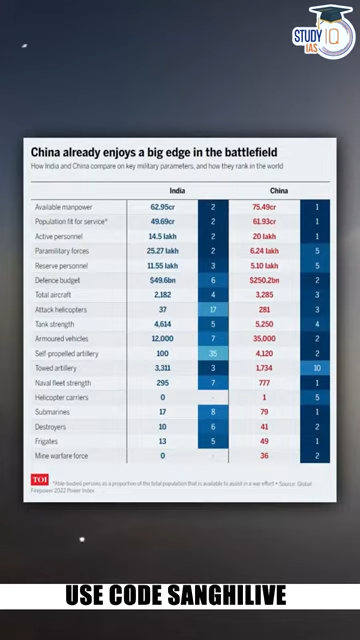 STUDY IQ
IAS
China already enjoys a big edge in the battlefield
How India and China compare on key military parameters, and how they rank in the world
India China
Available manpower 62.95cr 2 75.49cr 1
Population fit for service* 49.69cr 2 61.93cr 1
Active personnel 14.5 lakh 2 20 lakh 1
Paramilitary forces 25.27 lakh 2 6.24 lakh 5
Reserve personnel 11.55 lakh 3 5.10 lakh 5
Defence budget $49.6bn 6 $250.2bn 2
Total aircraft 2,182 4 3,285 3
Attack helicopters 37 17 281 3
Tank strength 4,614 5 5,250 4
Armoured vehicles 12,000 7 35,000 2
Self-propelled artillery 100 35 4,120 2
Towed artillery 3,311 3 1,734 10
Naval fleet strength 295 7 777 1
Helicopter carriers 0 - 1 5
Submarines 17 8 79 1
Destroyers 10 6 41 2
Frigates 13 5 49 1
Mine warfare force 0 - 36 2
TOI
persons as a proportion of the total population that is available to assist in a war effort • Source: Global
Firepower 2022 Power Index
USE CODE SANGHILIVE